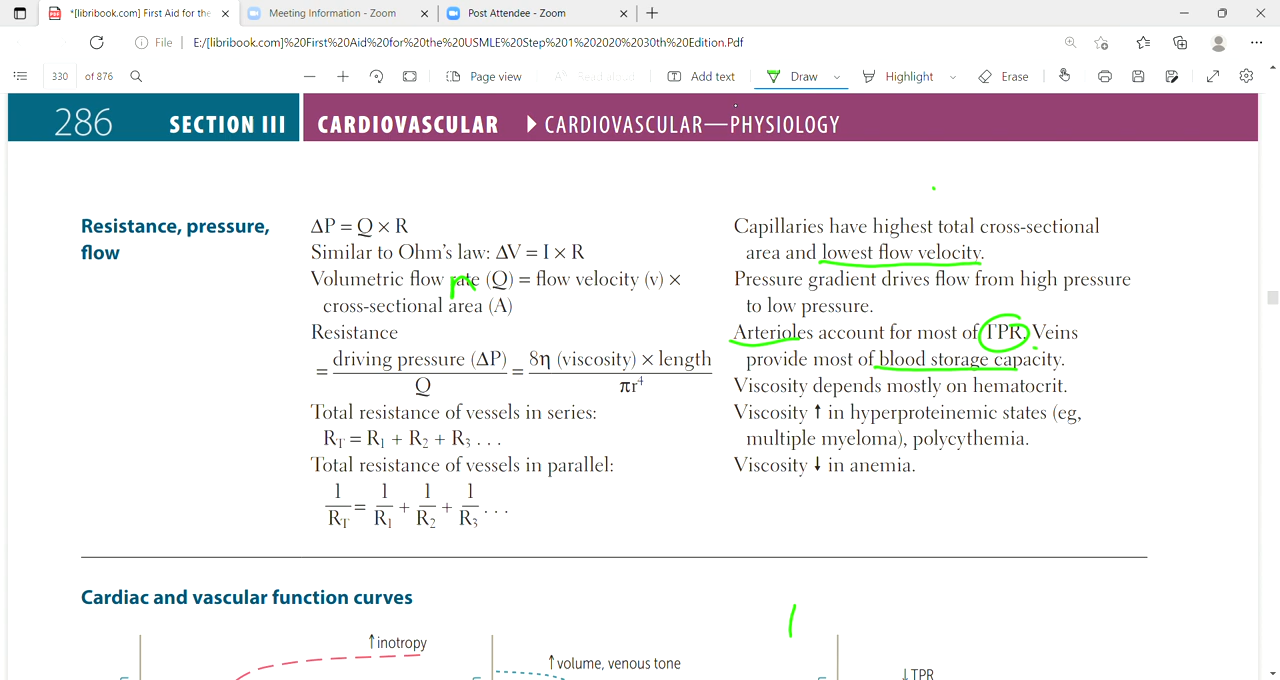 *[libribook.com] First Aid for the
Meeting Information - Zoom
Post Attendee - Zoom
File
E:/[libribook.com]%20First%20Aid%20for%20the%20USMLE%20Step%201%202020%2030th%20Edition.Pdf
330 of 876
Page view
Read aloud
Add text
Draw
Highlight
Erase
286 SECTION III CARDIOVASCULAR ▶ CARDIOVASCULAR—PHYSIOLOGY
Resistance, pressure,
flow
ΔP = Q × R
Similar to Ohm's law: ΔV = I × R
Volumetric flow rate (Q) = flow velocity (v) ×
cross-sectional area (A)
Resistance
= driving pressure (ΔP) / Q = 8η (viscosity) × length / πr⁴
Total resistance of vessels in series:
R_T = R₁ + R₂ + R₃ . . .
Total resistance of vessels in parallel:
1/R_T = 1/R₁ + 1/R₂ + 1/R₃ . . .
Capillaries have highest total cross-sectional
area and lowest flow velocity.
Pressure gradient drives flow from high pressure
to low pressure.
Arterioles account for most of TPR. Veins
provide most of blood storage capacity.
Viscosity depends mostly on hematocrit.
Viscosity ↑ in hyperproteinemic states (eg,
multiple myeloma), polycythemia.
Viscosity ↓ in anemia.
Cardiac and vascular function curves
↑inotropy
↑volume, venous tone
↓TPR